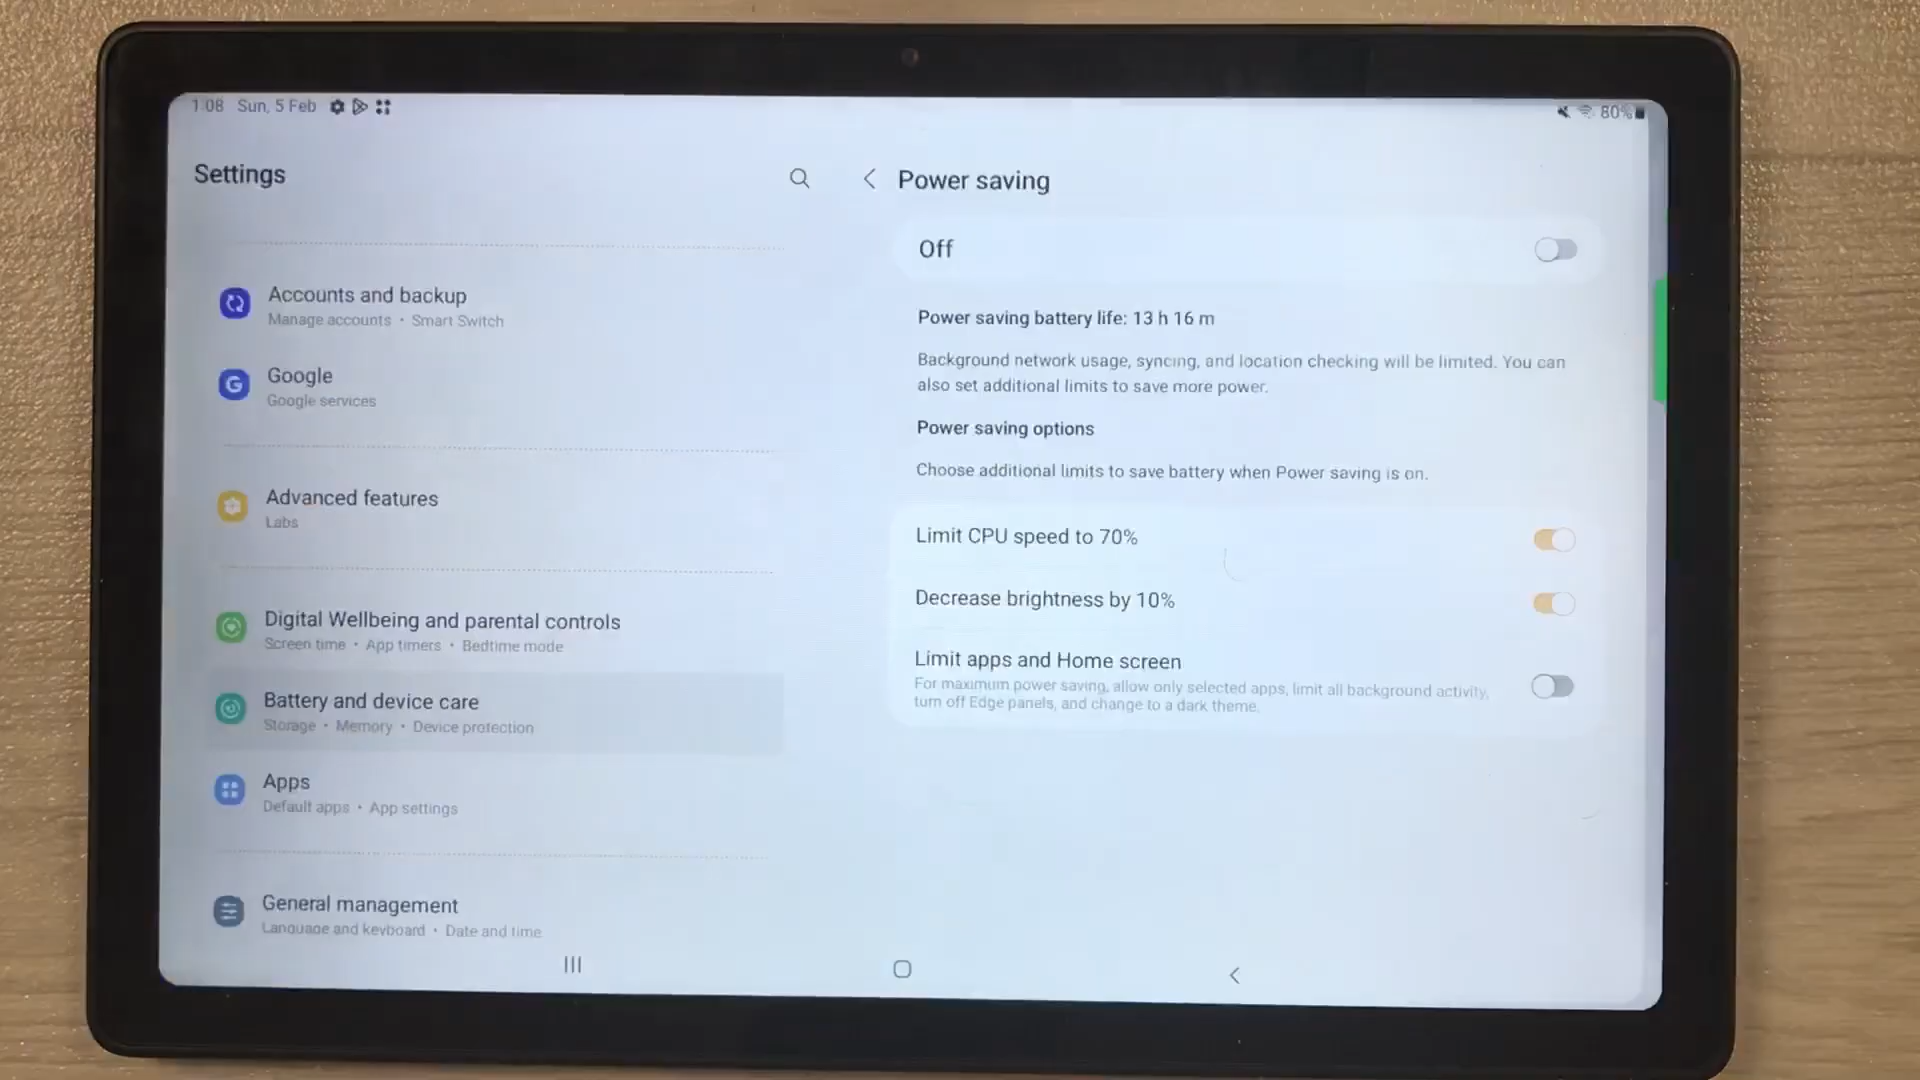 1:08 Sun, 5 Feb
80%
Settings
Accounts and backup
Manage accounts • Smart Switch
Google
Google services
Advanced features
Labs
Digital Wellbeing and parental controls
Screen time • App timers • Bedtime mode
Battery and device care
Storage • Memory • Device protection
Apps
Default apps • App settings
General management
Language and keyboard • Date and time
Power saving
Off
Power saving battery life: 13 h 16 m
Background network usage, syncing, and location checking will be limited. You can
also set additional limits to save more power.
Power saving options
Choose additional limits to save battery when Power saving is on.
Limit CPU speed to 70%
Decrease brightness by 10%
Limit apps and Home screen
For maximum power saving, allow only selected apps, limit all background activity,
turn off Edge panels, and change to a dark theme.